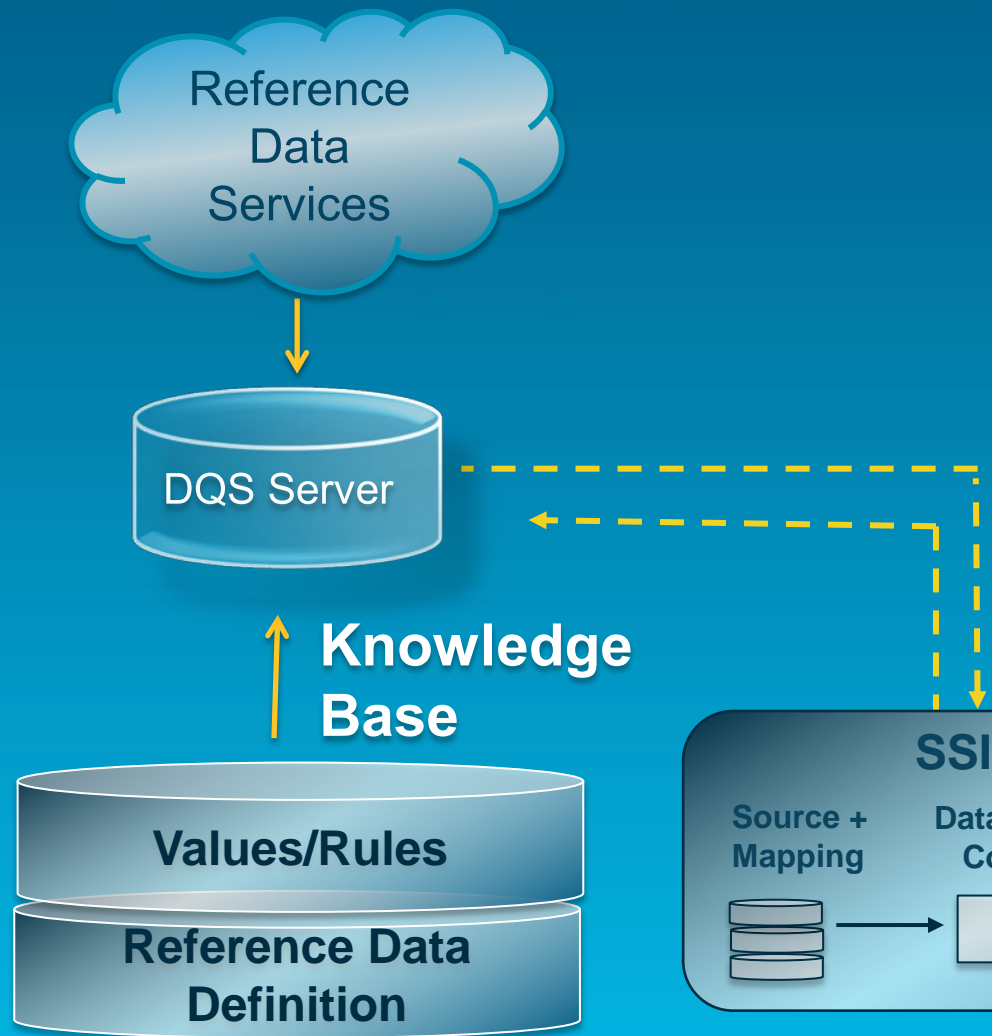 Reference
Data
Services
DQS Server
Knowledge
Base
Values/Rules
Reference Data
Definition
Source +
Mapping